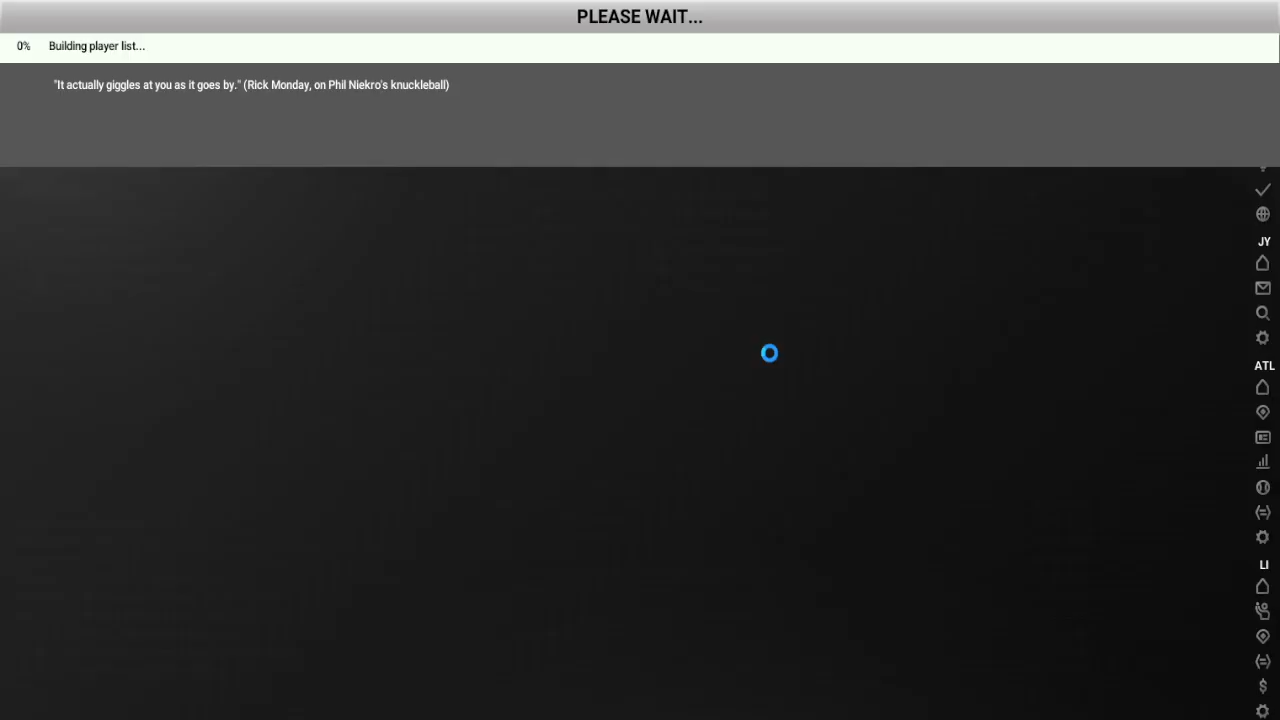 PLEASE WAIT...
0% Building player list...
"It actually giggles at you as it goes by." (Rick Monday, on Phil Niekro's knuckleball)
JY
ATL
LI
$